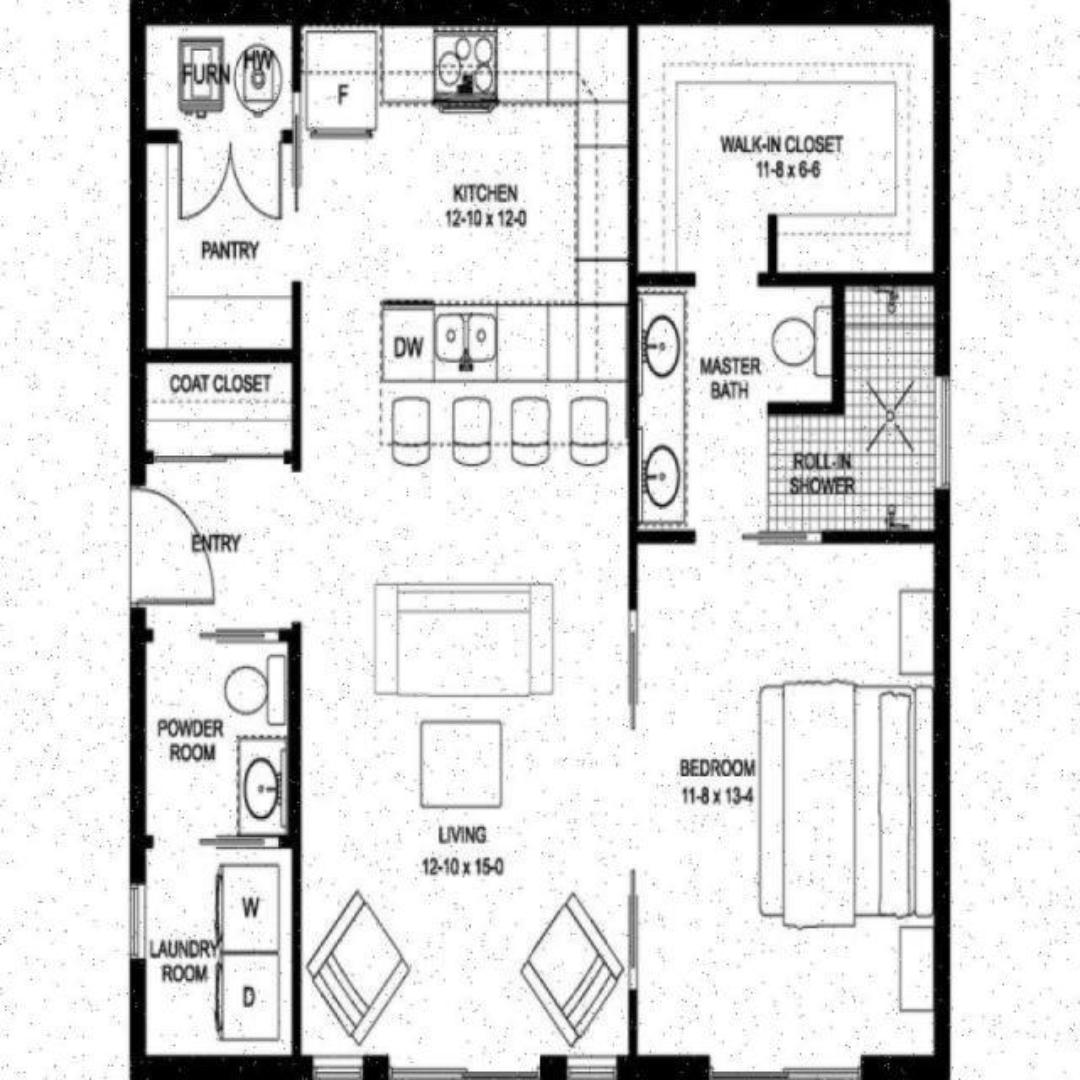 FURN
HW
F
WALK-IN CLOSET
11-8 x 6-6
KITCHEN
12-10 x 12-0
PANTRY
DW
COAT CLOSET
MASTER
BATH
ROLL-IN
SHOWER
ENTRY
POWDER
ROOM
BEDROOM
11-8 x 13-4
LIVING
12-10 x 15-0
W
LAUNDRY
ROOM
D